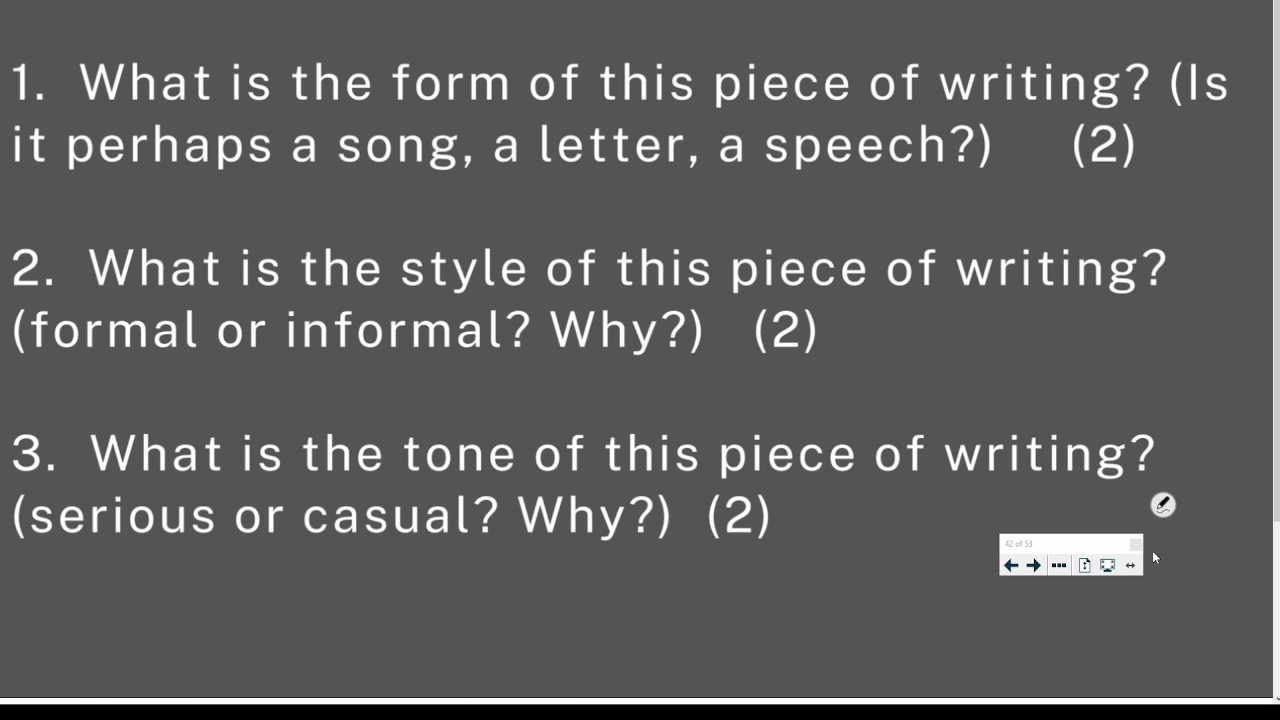 1. What is the form of this piece of writing? (Is
it perhaps a song, a letter, a speech?) (2)
2. What is the style of this piece of writing?
(formal or informal? Why?) (2)
3. What is the tone of this piece of writing?
(serious or casual? Why?) (2)
42 of 53